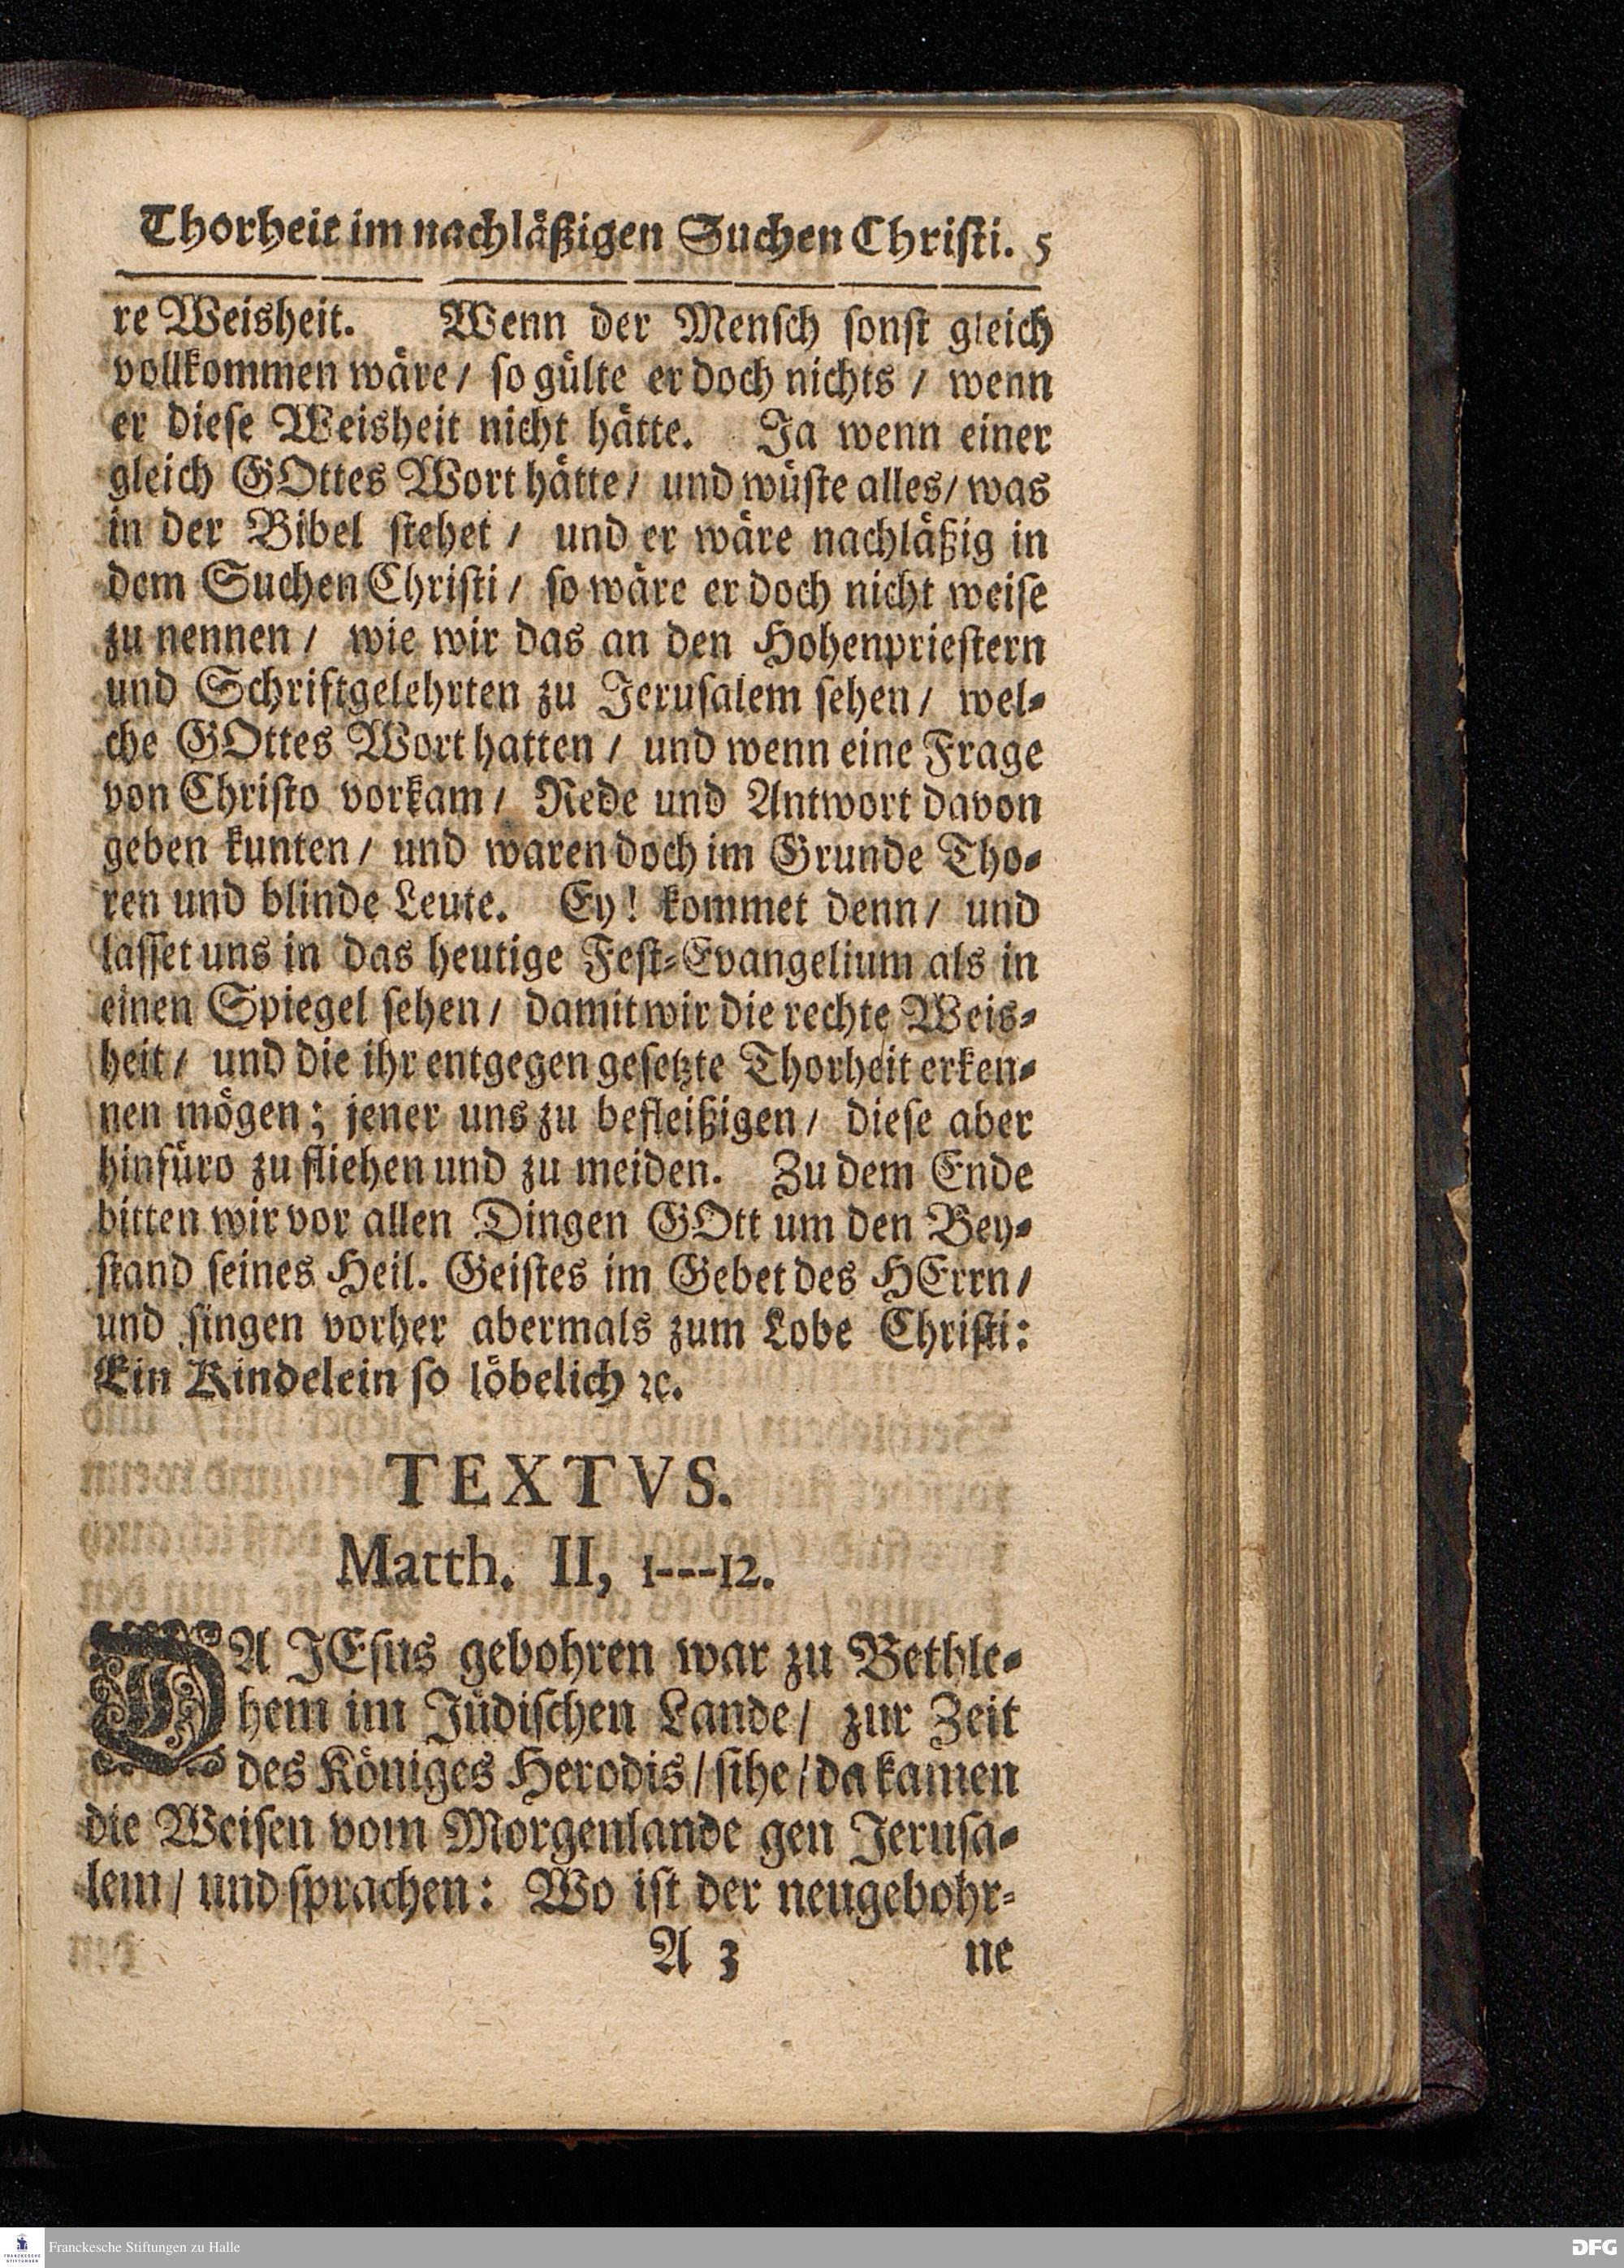 Thorheit im nachläßigen Suchen Christi. 5
re Weisheit. Wenn der Mensch sonst gleich
vollkommen wäre/ so gülte er doch nichts / wenn
er diese Weisheit nicht hätte. Ja wenn einer
gleich GOttes Wort hätte/ und wüste alles/ was
in der Bibel stehet / und er wäre nachläßig in
dem Suchen Christi/ so wäre er doch nicht weise
zu nennen/ wie wir das an den Hohenpriestern
und Schriftgelehrten zu Jerusalem sehen/ wel-
che GOttes Wort hatten / und wenn eine Frage
von Christo vorkam/ Rede und Antwort davon
geben kunten/ und waren doch im Grunde Tho-
ren und blinde Leute. Ey! kommet denn/ und
lasset uns in das heutige Fest-Evangelium als in
einen Spiegel sehen/ damit wir die rechte Weis-
heit/ und die ihr entgegen gesetzte Thorheit erken-
nen mögen; jener uns zu befleißigen/ diese aber
hinfüro zu fliehen und zu meiden. Zu dem Ende
bitten wir vor allen Dingen GOtt um den Bey-
stand seines Heil. Geistes im Gebet des HErrn/
und singen vorher abermals zum Lobe Christi:
Ein Kindelein so löbelich ꝛc.
TEXTVS.
Matth. II, 1---12.
DA JEsus gebohren war zu Bethle-
hem im Jüdischen Lande/ zur Zeit
des Königes Herodis/ sihe/ da kamen
die Weisen vom Morgenlande gen Jerusa-
lem/ und sprachen: Wo ist der neugebohr-
A 3 ne
FRANCKESCHE STIFTUNGEN
Franckesche Stiftungen zu Halle
DFG